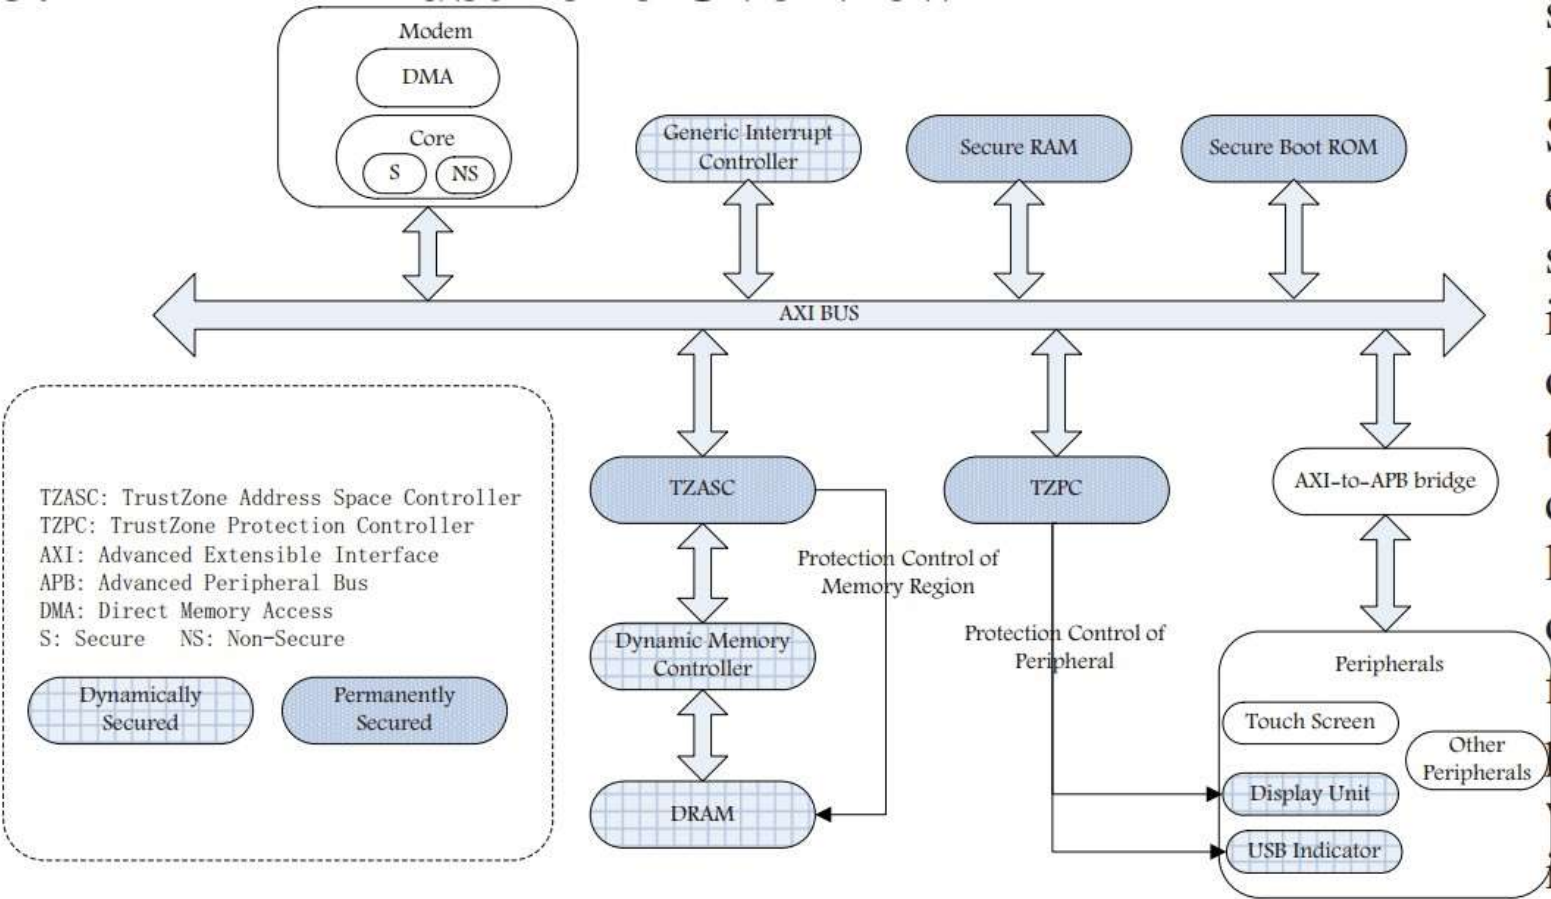 Modem
DMA
Core
S
NS
Generic Interrupt
Controller
Secure RAM
Secure Boot ROM
AXI BUS
TZASC
TZPC
AXI-to-APB bridge
Protection Control of
Memory Region
Protection Control of
Peripheral
Dynamic Memory
Controller
DRAM
Peripherals
Touch Screen
Other
Peripherals
Display Unit
USB Indicator
TZASC: TrustZone Address Space Controller
TZPC: TrustZone Protection Controller
AXI: Advanced Extensible Interface
APB: Advanced Peripheral Bus
DMA: Direct Memory Access
S: Secure NS: Non-Secure
Dynamically
Secured
Permanently
Secured